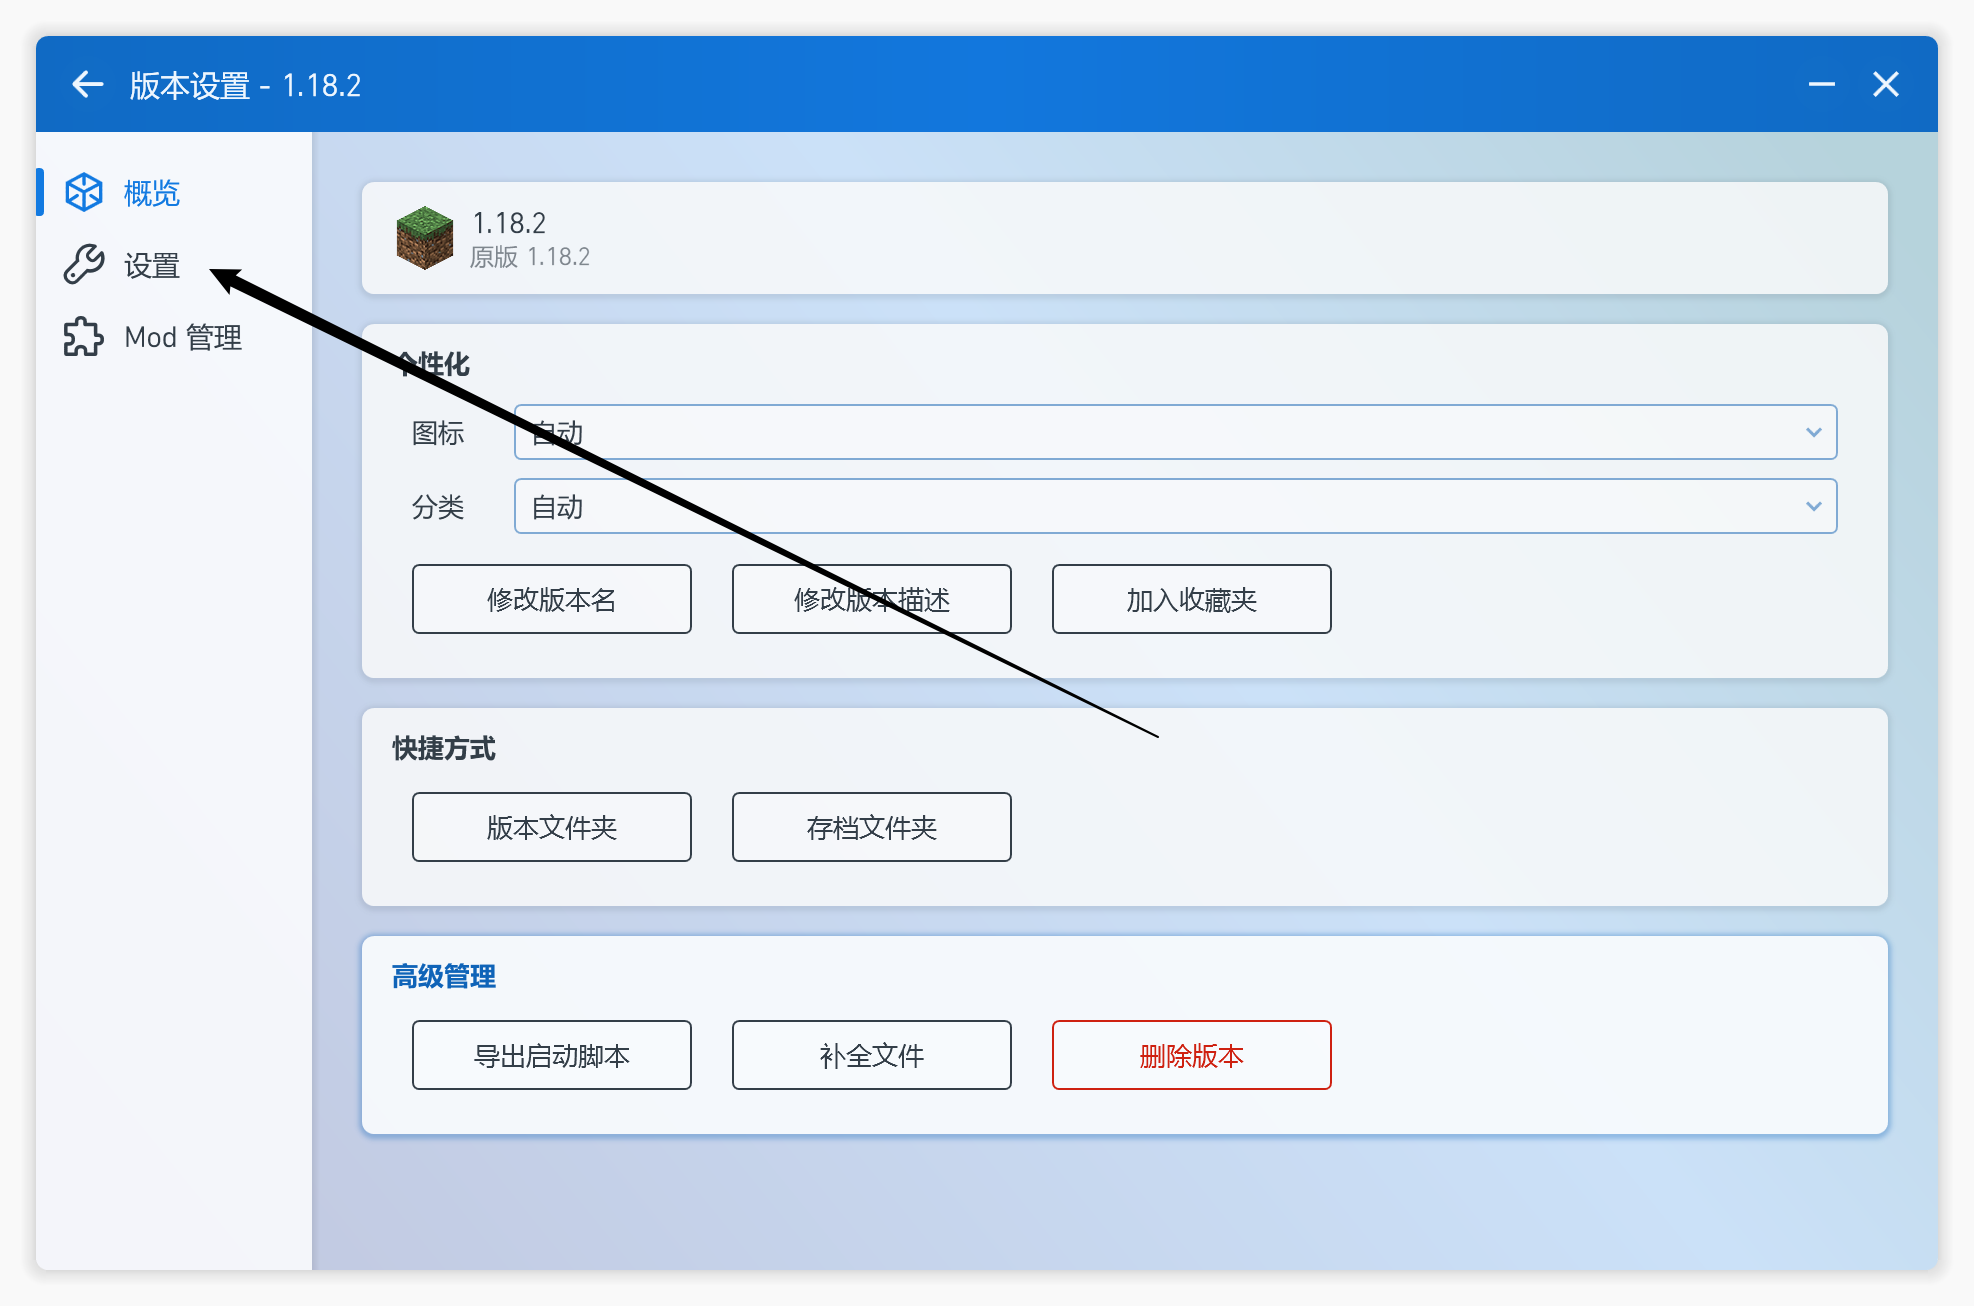 版本设置 - 1.18.2
概览
设置
Mod 管理
1.18.2
原版 1.18.2
个性化
图标 自动
分类 自动
修改版本名 修改版本描述 加入收藏夹
快捷方式
版本文件夹 存档文件夹
高级管理
导出启动脚本 补全文件 删除版本